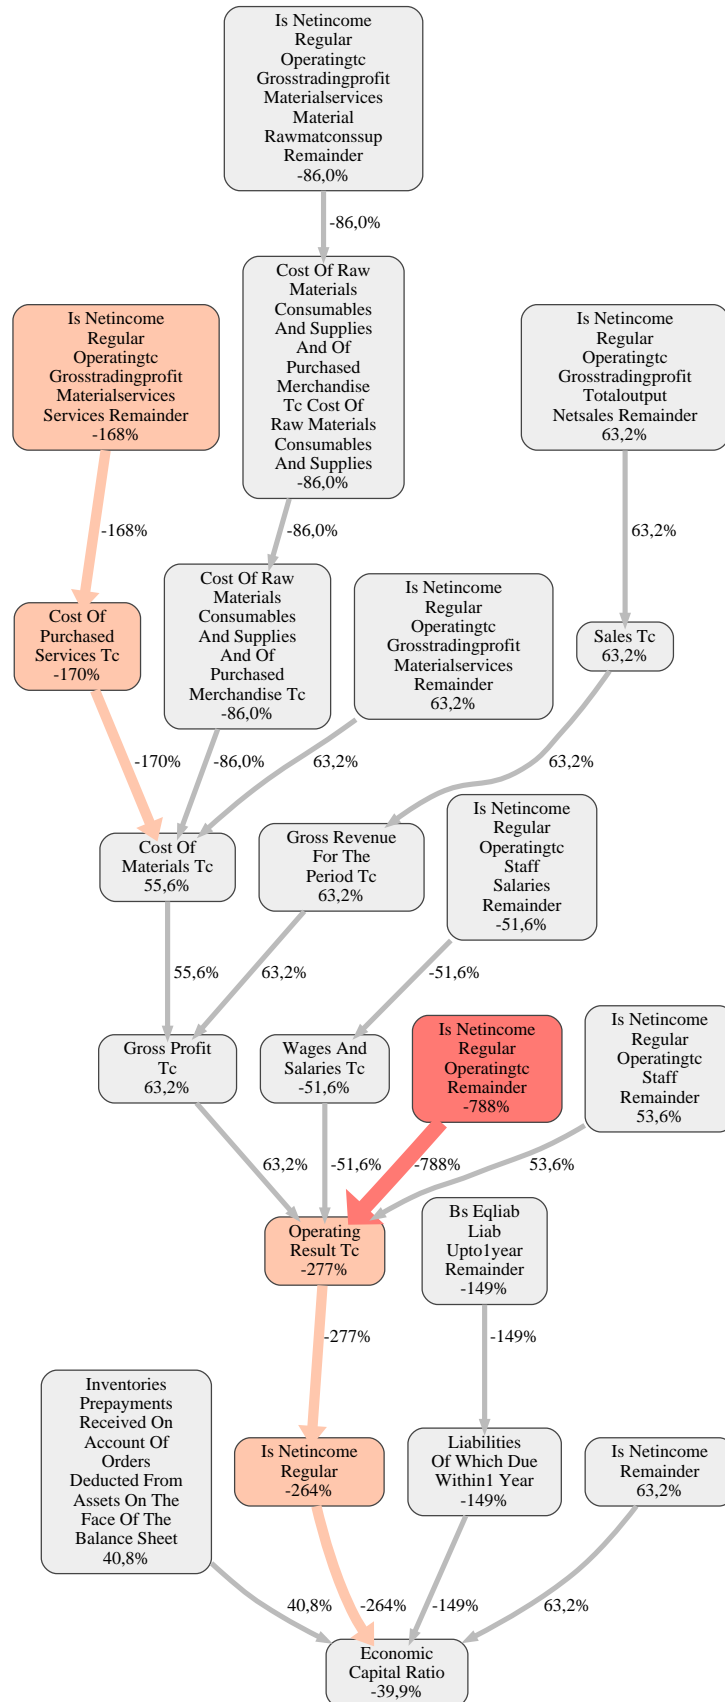 Is Netincome
Regular
Operatingtc
Grosstradingprofit
Materialservices
Material
Rawmatconssup
Remainder
-86,0%
-86,0%
Cost Of Raw
Materials
Consumables
And Supplies
And Of
Purchased
Merchandise
Tc Cost Of
Raw Materials
Consumables
And Supplies
-86,0%
Is Netincome
Regular
Operatingtc
Grosstradingprofit
Materialservices
Services Remainder
-168%
Is Netincome
Regular
Operatingtc
Grosstradingprofit
Totaloutput
Netsales Remainder
63,2%
-168%
-86,0%
63,2%
Cost Of
Purchased
Services Tc
-170%
Cost Of Raw
Materials
Consumables
And Supplies
And Of
Purchased
Merchandise Tc
-86,0%
Is Netincome
Regular
Operatingtc
Grosstradingprofit
Materialservices
Remainder
63,2%
Sales Tc
63,2%
-170%
-86,0%
63,2%
63,2%
Cost Of
Materials Tc
55,6%
Gross Revenue
For The
Period Tc
63,2%
Is Netincome
Regular
Operatingtc
Staff
Salaries
Remainder
-51,6%
55,6%
63,2%
-51,6%
Gross Profit
Tc
63,2%
Wages And
Salaries Tc
-51,6%
Is Netincome
Regular
Operatingtc
Remainder
-788%
Is Netincome
Regular
Operatingtc
Staff
Remainder
53,6%
63,2%
-51,6%
-788%
53,6%
Operating
Result Tc
-277%
Bs Eqliab
Liab
Upto1year
Remainder
-149%
-277%
-149%
Inventories
Prepayments
Received On
Account Of
Orders
Deducted From
Assets On The
Face Of The
Balance Sheet
40,8%
Is Netincome
Regular
-264%
Liabilities
Of Which Due
Within1 Year
-149%
Is Netincome
Remainder
63,2%
40,8%
-264%
-149%
63,2%
Economic
Capital Ratio
-39,9%